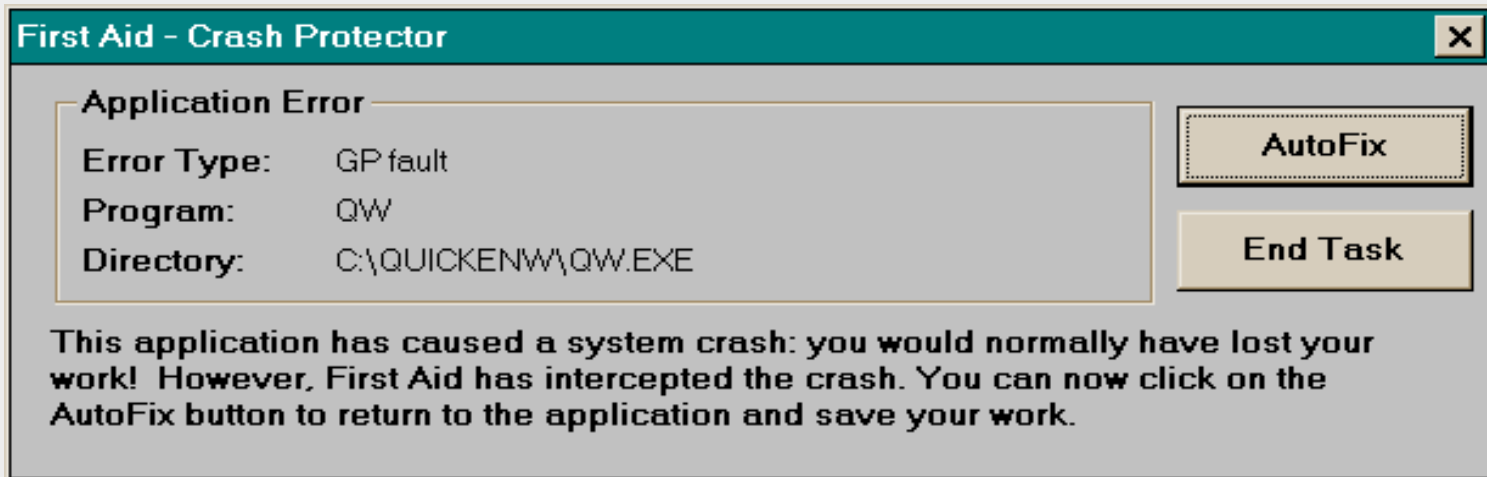 First Aid - Crash Protector
Application Error
AutoFix
Error Type: GP fault
Program: QW
Directory: C:\QUICKENW\QW.EXE
End Task
This application has caused a system crash: you would normally have lost your
work! However, First Aid has intercepted the crash. You can now click on the
AutoFix button to return to the application and save your work.